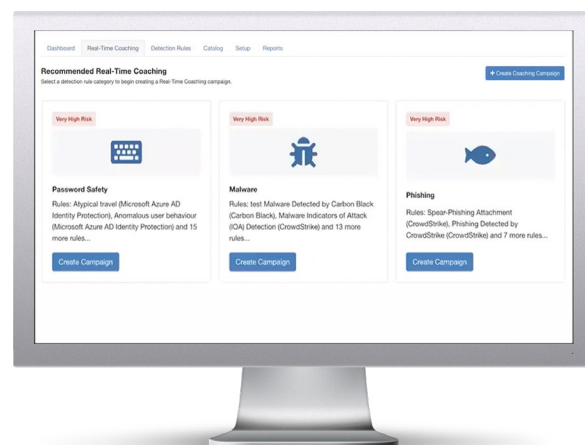 Dashboard Real-Time Coaching Detection Rules Catalog Setup Reports
Recommended Real-Time Coaching
Select a detection rule category to begin creating a Real-Time Coaching campaign.
+ Create Coaching Campaign
Very High Risk
Password Safety
Rules: Atypical travel (Microsoft Azure AD
Identity Protection), Anomalous user behaviour
(Microsoft Azure AD Identity Protection) and 15
more rules...
Create Campaign
Very High Risk
Malware
Rules: test Malware Detected by Carbon Black
(Carbon Black), Malware Indicators of Attack
(IOA) Detection (CrowdStrike) and 13 more
rules...
Create Campaign
Very High Risk
Phishing
Rules: Spear-Phishing Attachment
(CrowdStrike), Phishing Detected by
CrowdStrike (CrowdStrike) and 7 more rules...
Create Campaign